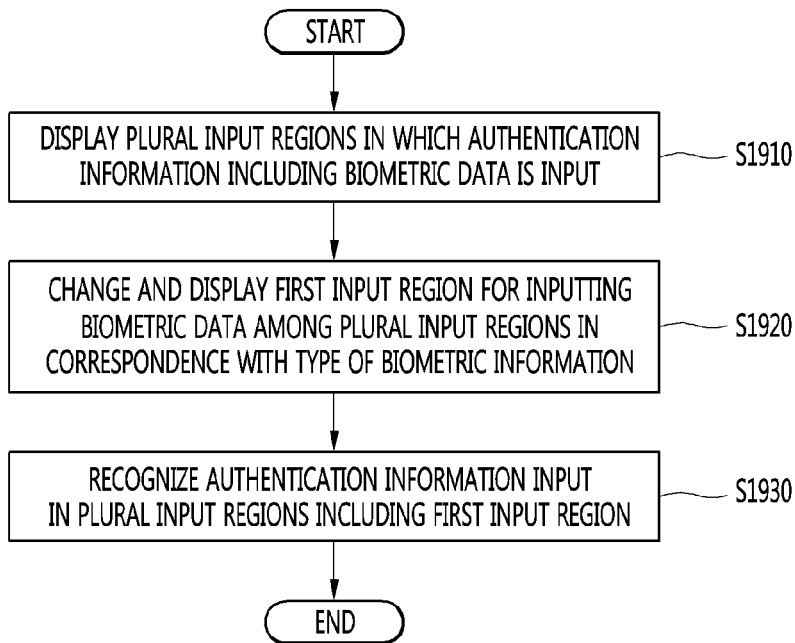 START
DISPLAY PLURAL INPUT REGIONS IN WHICH AUTHENTICATION
INFORMATION INCLUDING BIOMETRIC DATA IS INPUT
S1910
CHANGE AND DISPLAY FIRST INPUT REGION FOR INPUTTING
BIOMETRIC DATA AMONG PLURAL INPUT REGIONS IN
CORRESPONDENCE WITH TYPE OF BIOMETRIC INFORMATION
S1920
RECOGNIZE AUTHENTICATION INFORMATION INPUT
IN PLURAL INPUT REGIONS INCLUDING FIRST INPUT REGION
S1930
END